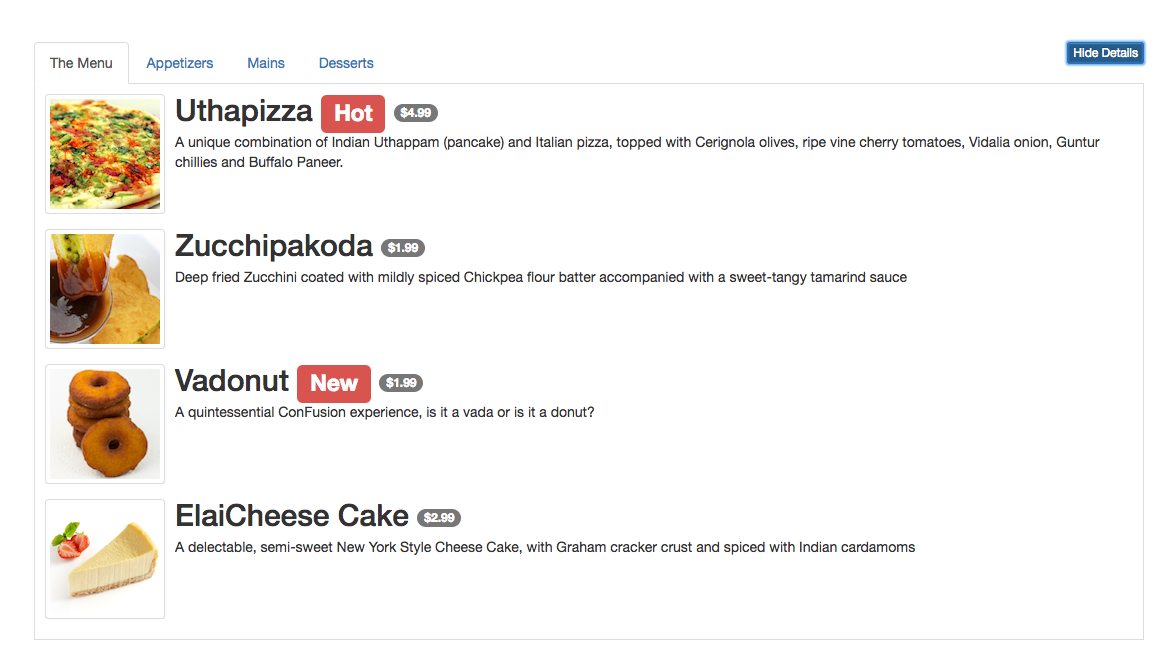 The Menu Appetizers Mains Desserts Hide Details
Uthapizza Hot $4.99
A unique combination of Indian Uthappam (pancake) and Italian pizza, topped with Cerignola olives, ripe vine cherry tomatoes, Vidalia onion, Guntur
chillies and Buffalo Paneer.
Zucchipakoda $1.99
Deep fried Zucchini coated with mildly spiced Chickpea flour batter accompanied with a sweet-tangy tamarind sauce
Vadonut New $1.99
A quintessential ConFusion experience, is it a vada or is it a donut?
ElaiCheese Cake $2.99
A delectable, semi-sweet New York Style Cheese Cake, with Graham cracker crust and spiced with Indian cardamoms